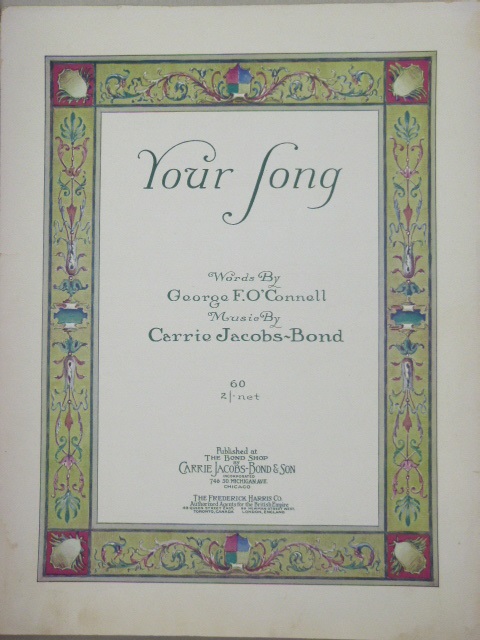 Your Song
Words By
George F. O'Connell
Music By
Carrie Jacobs-Bond
60
2/- net
Published at
THE BOND SHOP
BY
CARRIE JACOBS-BOND & SON
INCORPORATED
746 SO. MICHIGAN AVE.
CHICAGO
THE FREDERICK HARRIS CO.
Authorized Agents for the British Empire
TORONTO, CANADA LONDON, ENGLAND